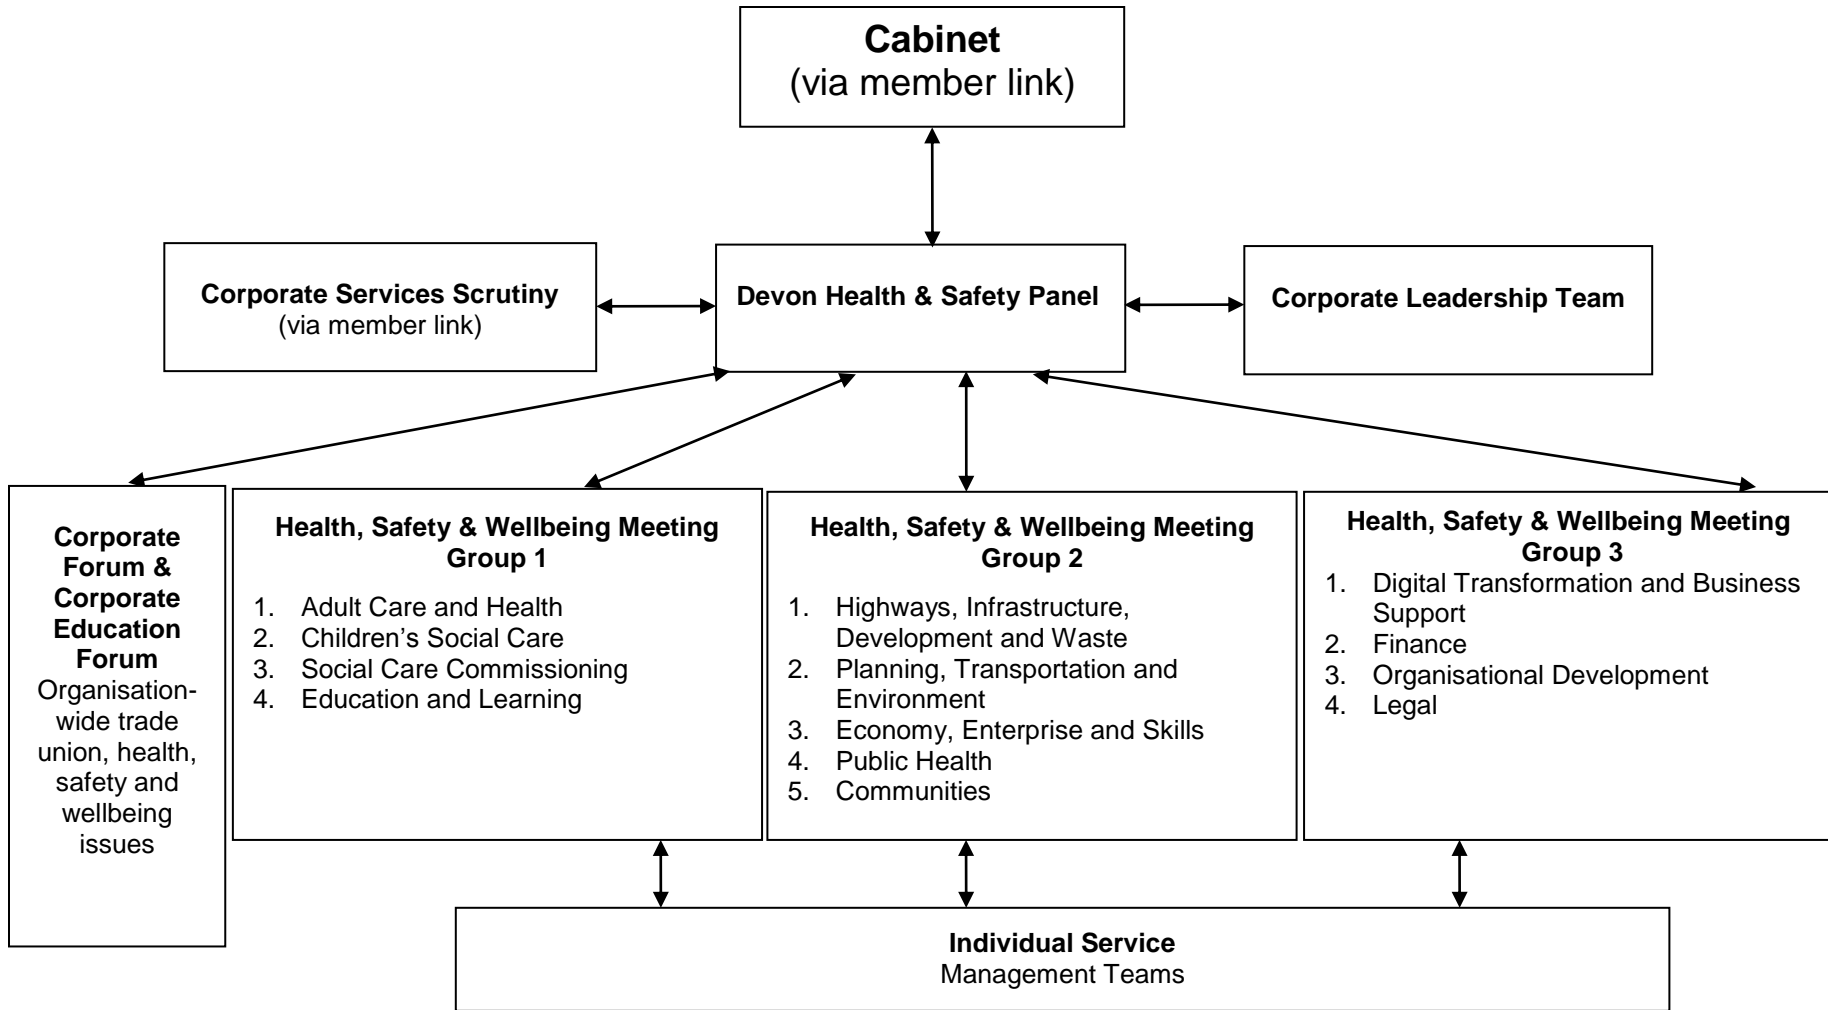 Cabinet
(via member link)
Corporate Services Scrutiny
(via member link)
Devon Health & Safety Panel
Corporate Leadership Team
Corporate
Forum &
Corporate
Education
Forum
Organisation-
wide trade
union, health,
safety and
wellbeing
issues
Health, Safety & Wellbeing Meeting
Group 1
1. Adult Care and Health
2. Children’s Social Care
3. Social Care Commissioning
4. Education and Learning
Health, Safety & Wellbeing Meeting
Group 2
1. Highways, Infrastructure,
Development and Waste
2. Planning, Transportation and
Environment
3. Economy, Enterprise and Skills
4. Public Health
5. Communities
Health, Safety & Wellbeing Meeting
Group 3
1. Digital Transformation and Business
Support
2. Finance
3. Organisational Development
4. Legal
Individual Service
Management Teams